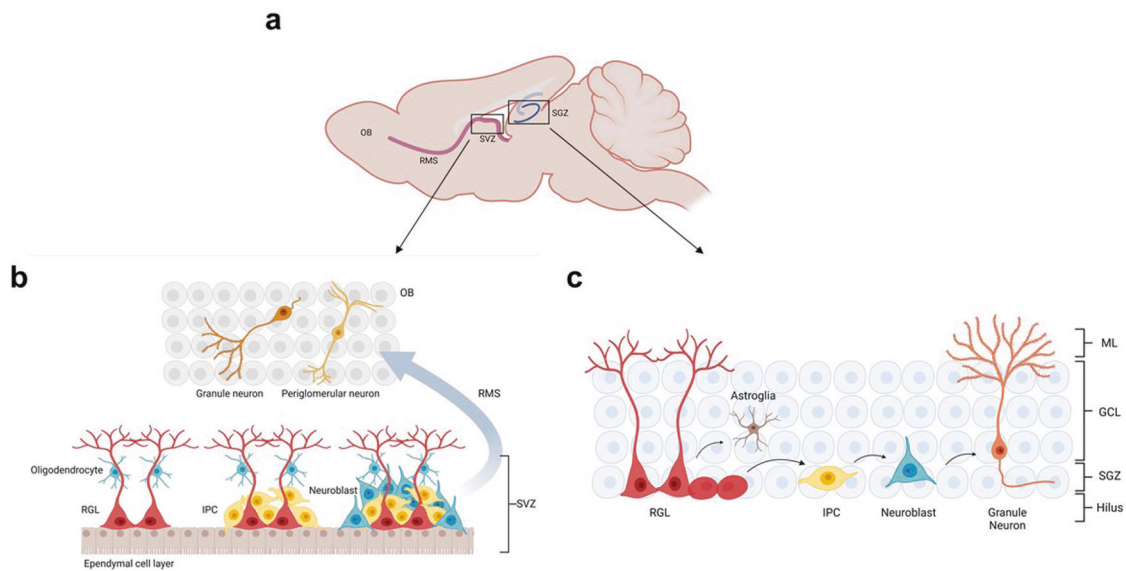 a
OB
RMS
SVZ
SGZ
b
OB
Granule neuron
Periglomerular neuron
RMS
Oligodendrocyte
Neuroblast
RGL
IPC
SVZ
Ependymal cell layer
c
ML
Astroglia
GCL
SGZ
RGL
IPC
Neuroblast
Granule
Neuron
Hilus